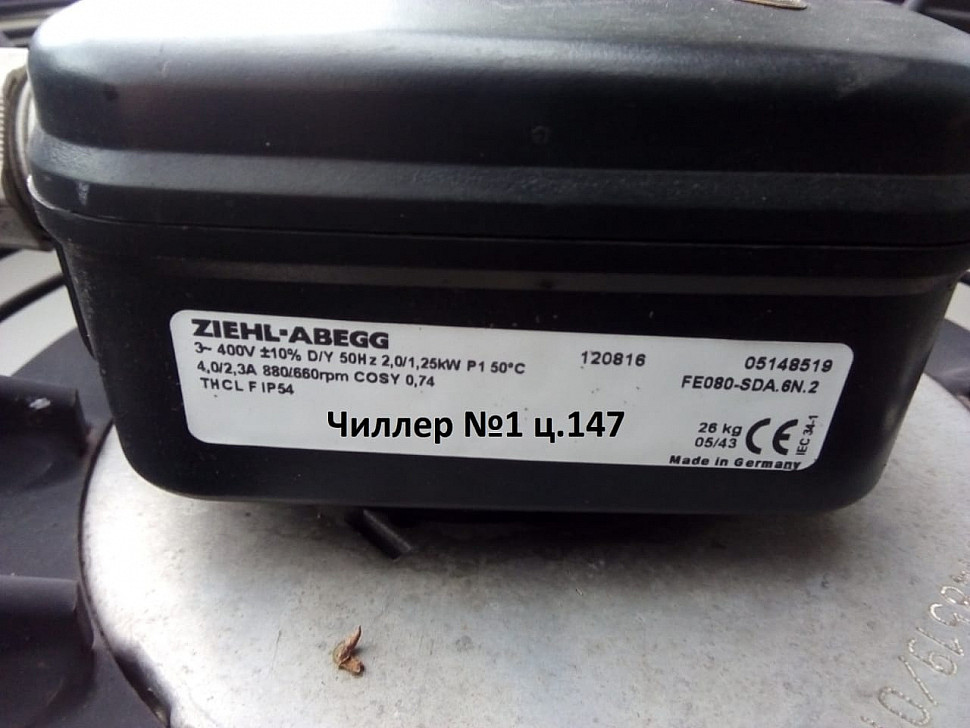 ZIEHL-ABEGG
3~ 400V ±10% D/Y 50Hz 2,0/1,25kW P1 50°C
4,0/2,3A 880/660rpm COSY 0,74
THCL F IP54
120816
05148519
FE080-SDA.6N.2
Чиллер №1 ц.147
26 kg
05/43
CE
IEC 34-1
Made in Germany